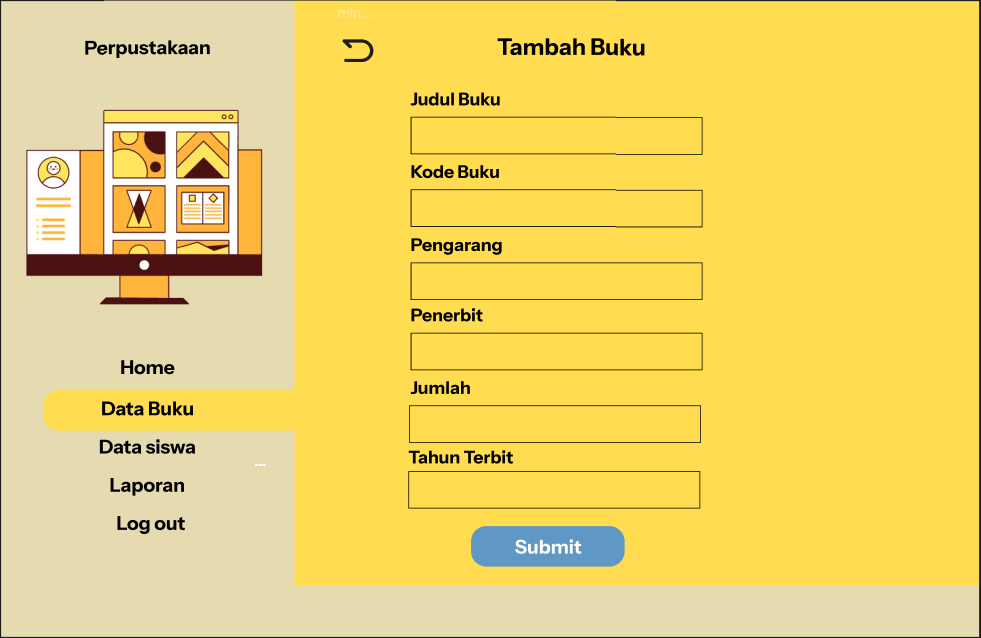 min...
Perpustakaan
Home
Data Buku
Data siswa
...
Laporan
Log out
Tambah Buku
Judul Buku
Kode Buku
Pengarang
Penerbit
Jumlah
Tahun Terbit
Submit